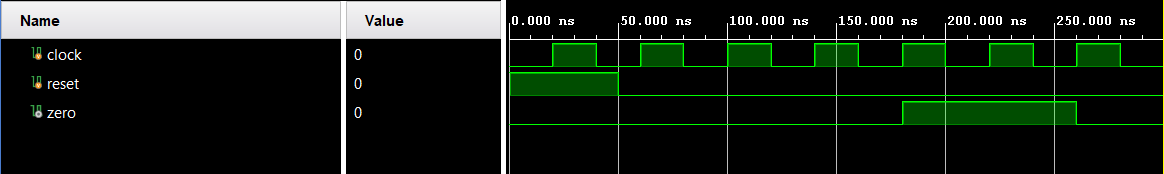 Name Value 0.000 ns 50.000 ns 100.000 ns 150.000 ns 200.000 ns 250.000 ns
clock 0
reset 0
zero 0